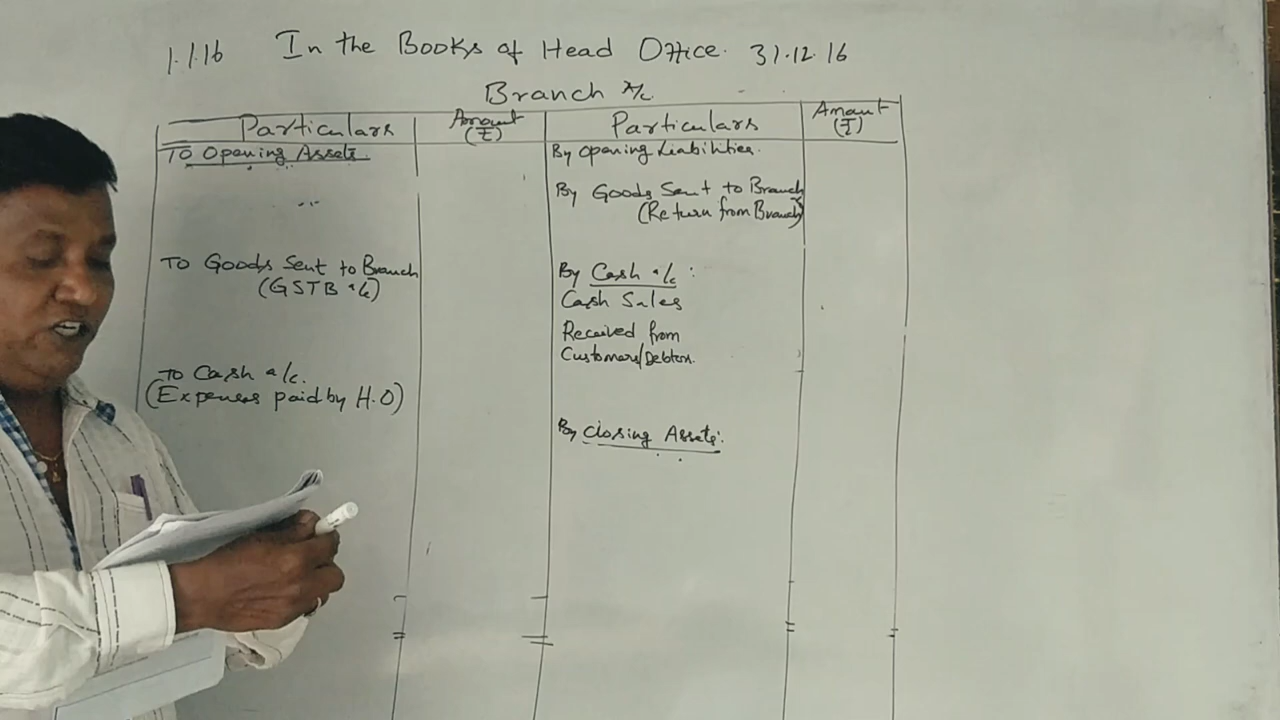 1.1.16 In the Books of Head Office. 31.12.16
Branch A/c
Particulars
Amount
(₹)
Particulars
Amount
(₹)
To Opening Assets.
To Goods Sent to Branch
(GSTB a/c)
To Cash a/c.
(Expenses paid by H.O)
By Opening Liabilities.
By Goods Sent to Branch
(Return from Branch)
By Cash a/c :
Cash Sales
Received from
Customers/Debtors.
By Closing Assets: